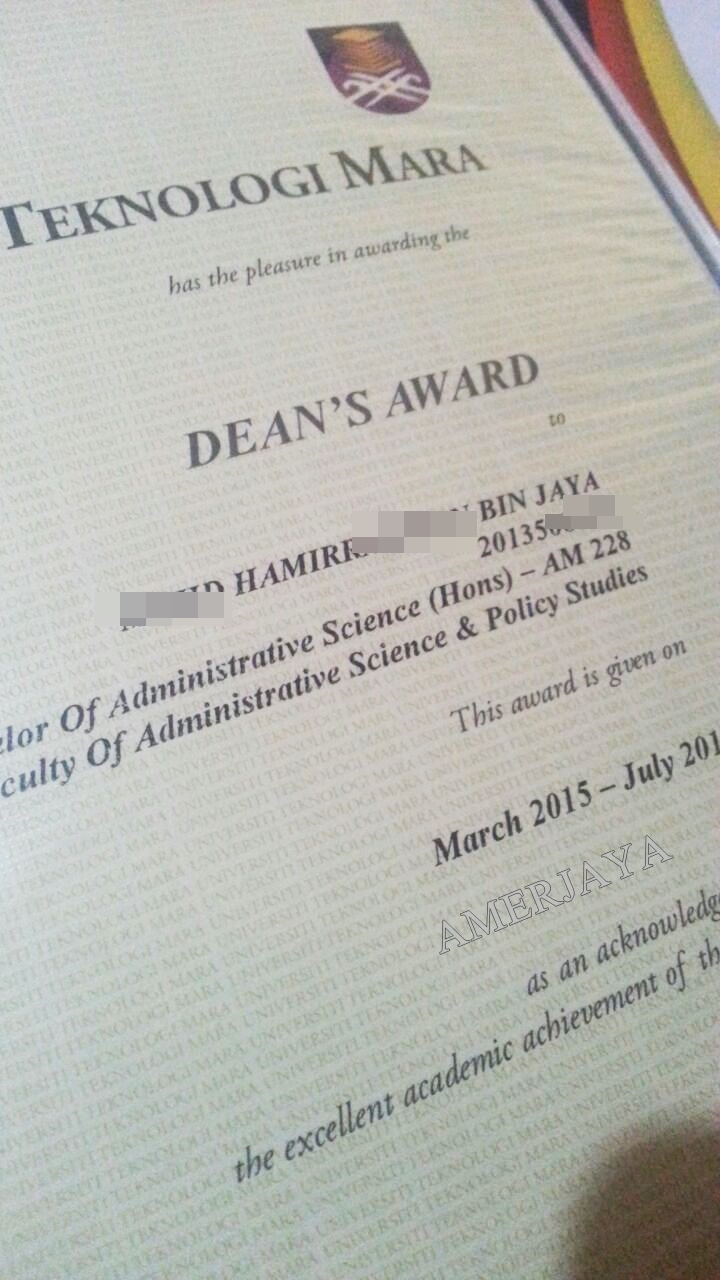 TEKNOLOGI MARA
has the pleasure in awarding the
DEAN'S AWARD
to
HAMIRR BIN JAYA
20135
elor Of Administrative Science (Hons) – AM 228
culty Of Administrative Science & Policy Studies
This award is given on
March 2015 – July 201
AMERJAYA
as an acknowledg
the excellent academic achievement of th